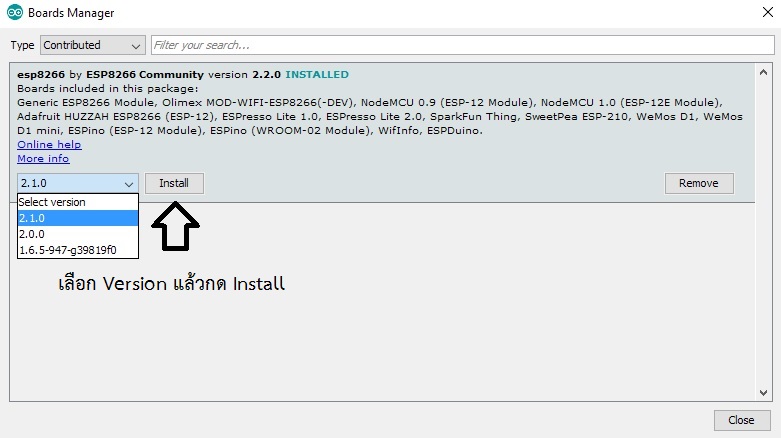 Boards Manager
Type Contributed Filter your search...
esp8266 by ESP8266 Community version 2.2.0 INSTALLED
Boards included in this package:
Generic ESP8266 Module, Olimex MOD-WIFI-ESP8266(-DEV), NodeMCU 0.9 (ESP-12 Module), NodeMCU 1.0 (ESP-12E Module),
Adafruit HUZZAH ESP8266 (ESP-12), ESPresso Lite 1.0, ESPresso Lite 2.0, SparkFun Thing, SweetPea ESP-210, WeMos D1, WeMos
D1 mini, ESPino (ESP-12 Module), ESPino (WROOM-02 Module), WifInfo, ESPDuino.
Online help
More info
2.1.0 Install Remove
Select version
2.1.0
2.0.0
1.6.5-947-g39819f0
เลือก Version แล้วกด Install
Close